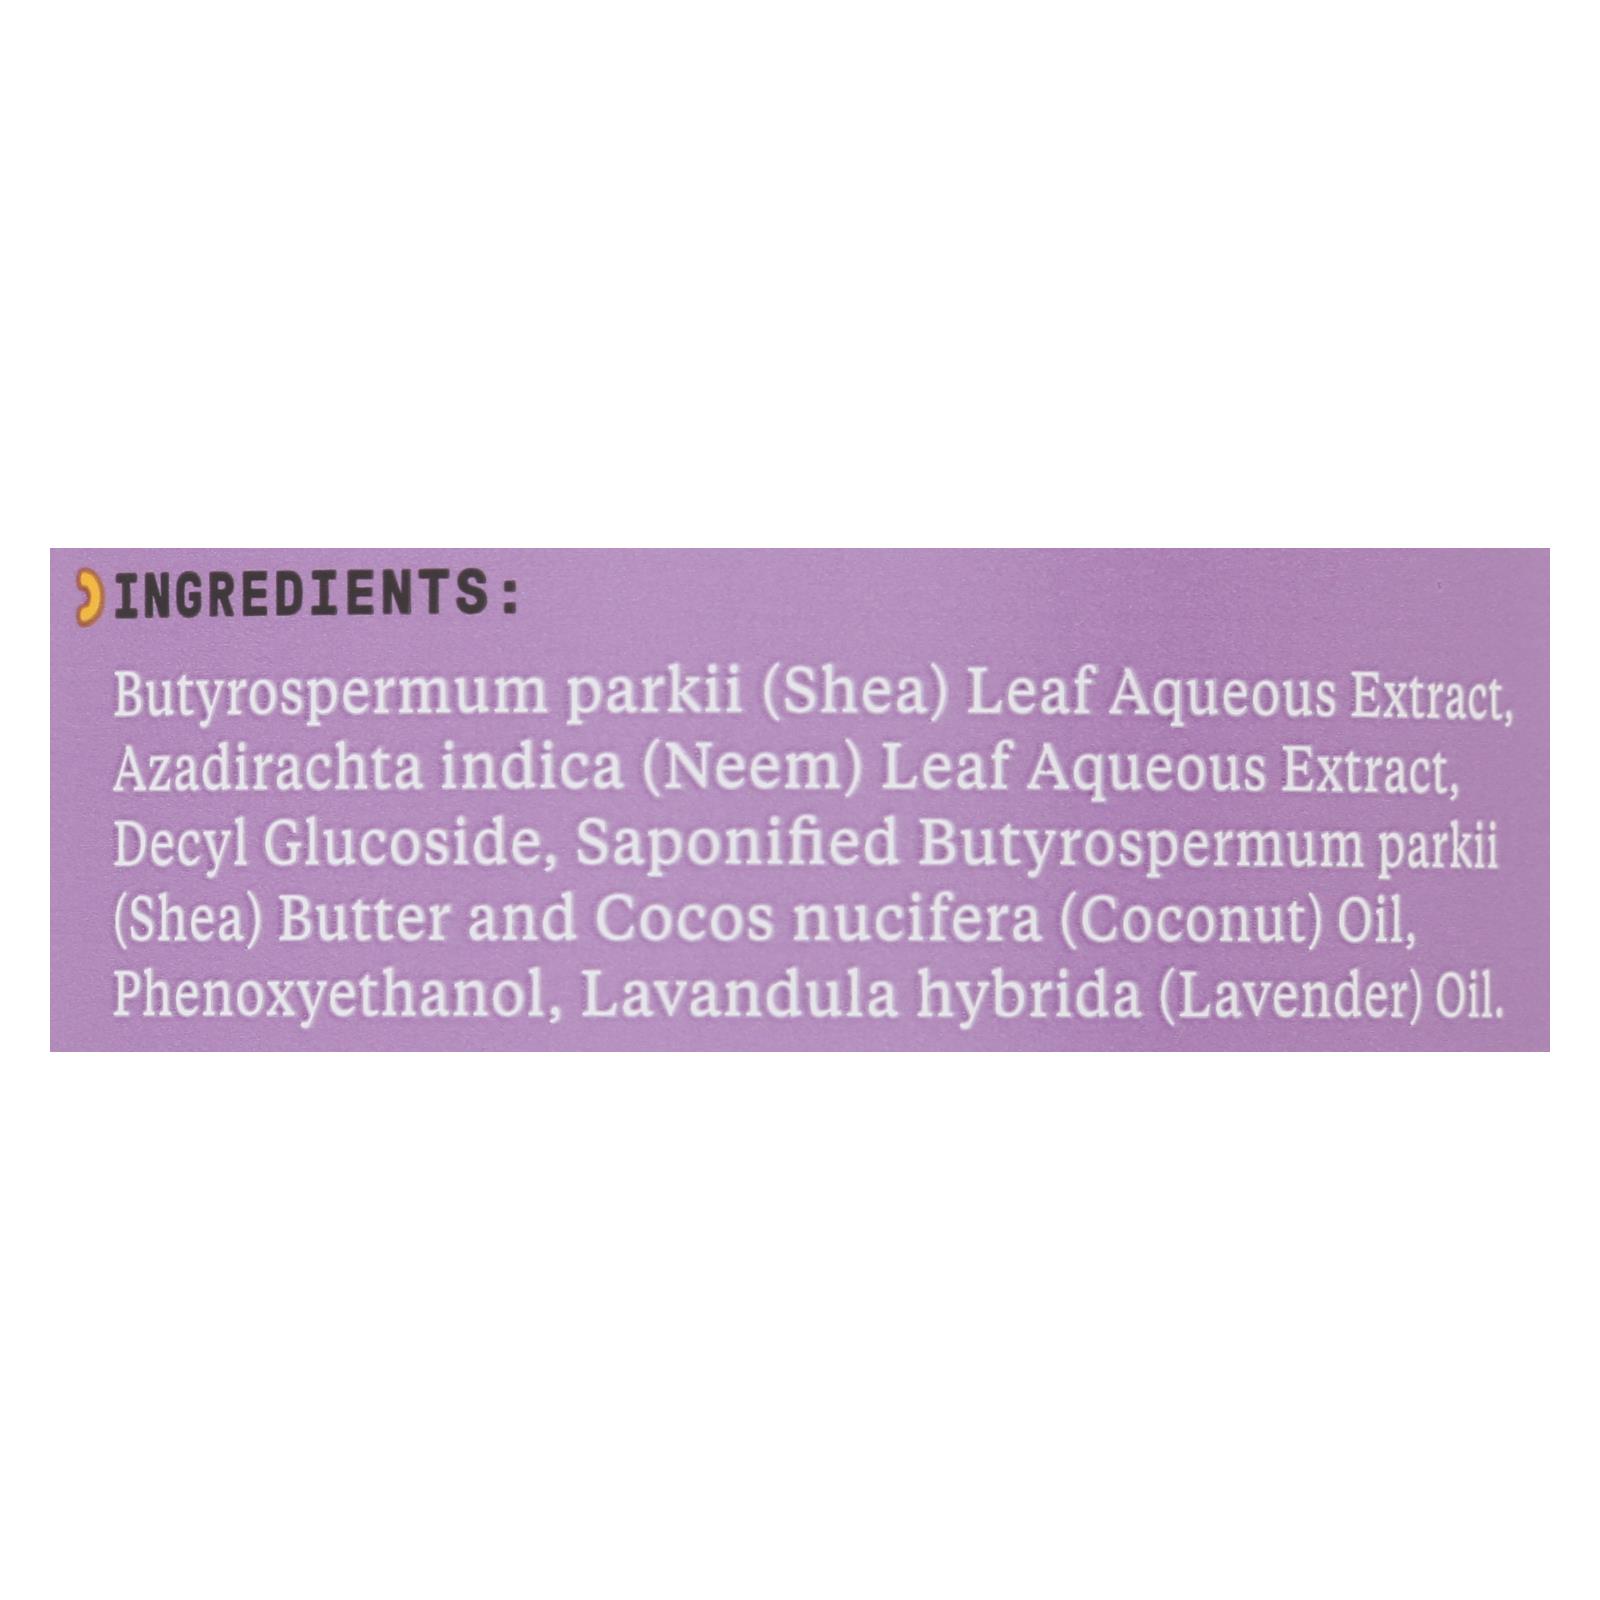 INGREDIENTS:
Butyrospermum parkii (Shea) Leaf Aqueous Extract,
Azadirachta indica (Neem) Leaf Aqueous Extract,
Decyl Glucoside, Saponified Butyrospermum parkii
(Shea) Butter and Cocos nucifera (Coconut) Oil,
Phenoxyethanol, Lavandula hybrida (Lavender) Oil.